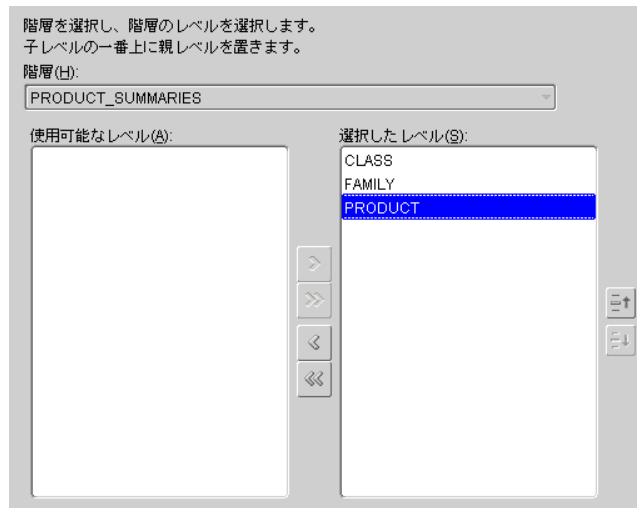 階層を選択し、階層のレベルを選択します。
子レベルの一番上に親レベルを置きます。
階層(H):
PRODUCT_SUMMARIES
使用可能なレベル(A):
選択したレベル(S):
CLASS
FAMILY
PRODUCT